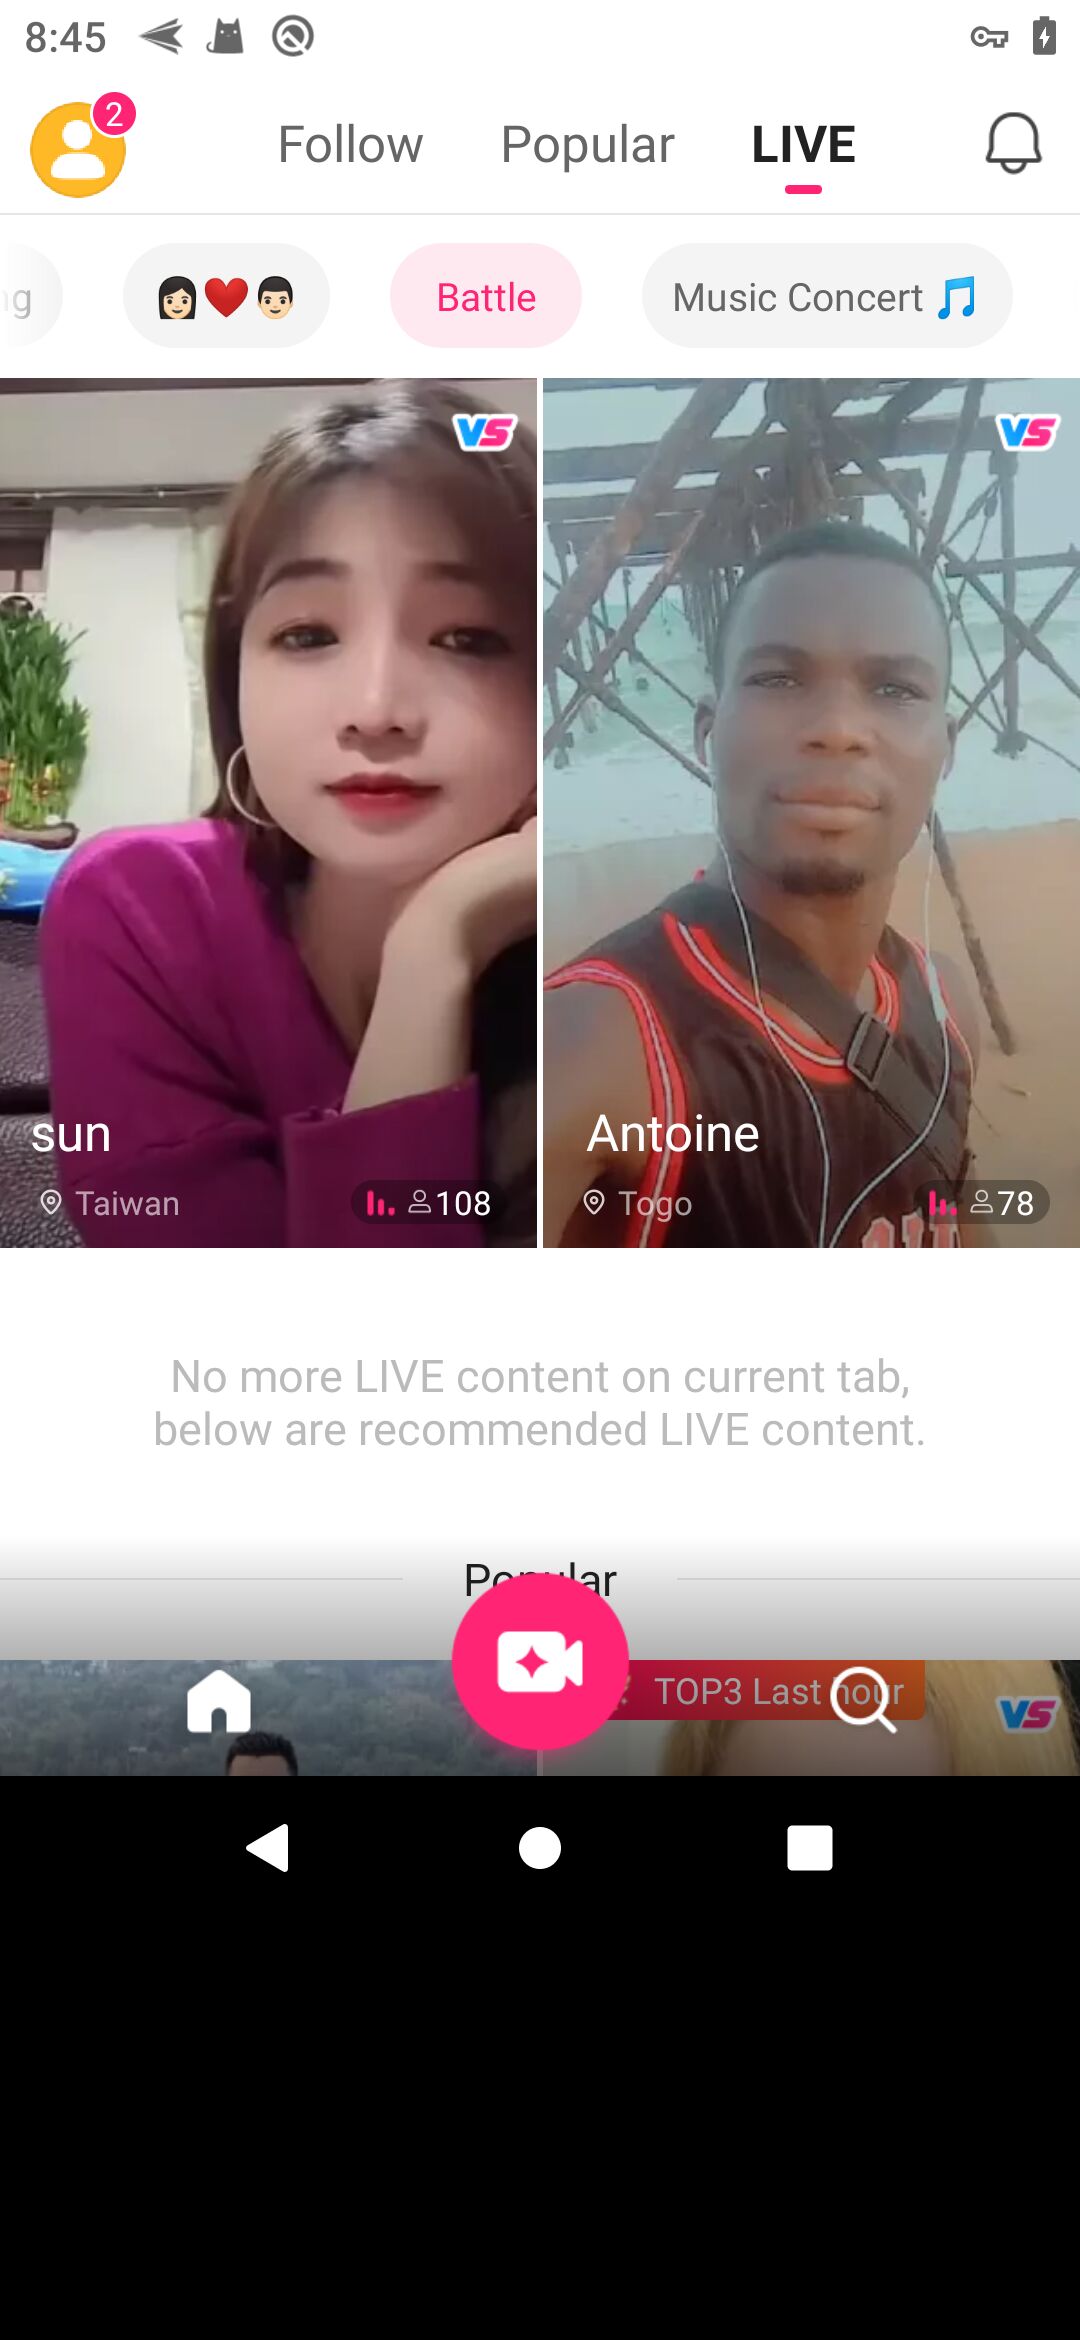 8:45
2
Follow Popular LIVE
Battle Music Concert 🎵
VS VS
sun Antoine
Taiwan 108 Togo 78
No more LIVE content on current tab,
below are recommended LIVE content.
Popular
TOP3 Last hour
VS